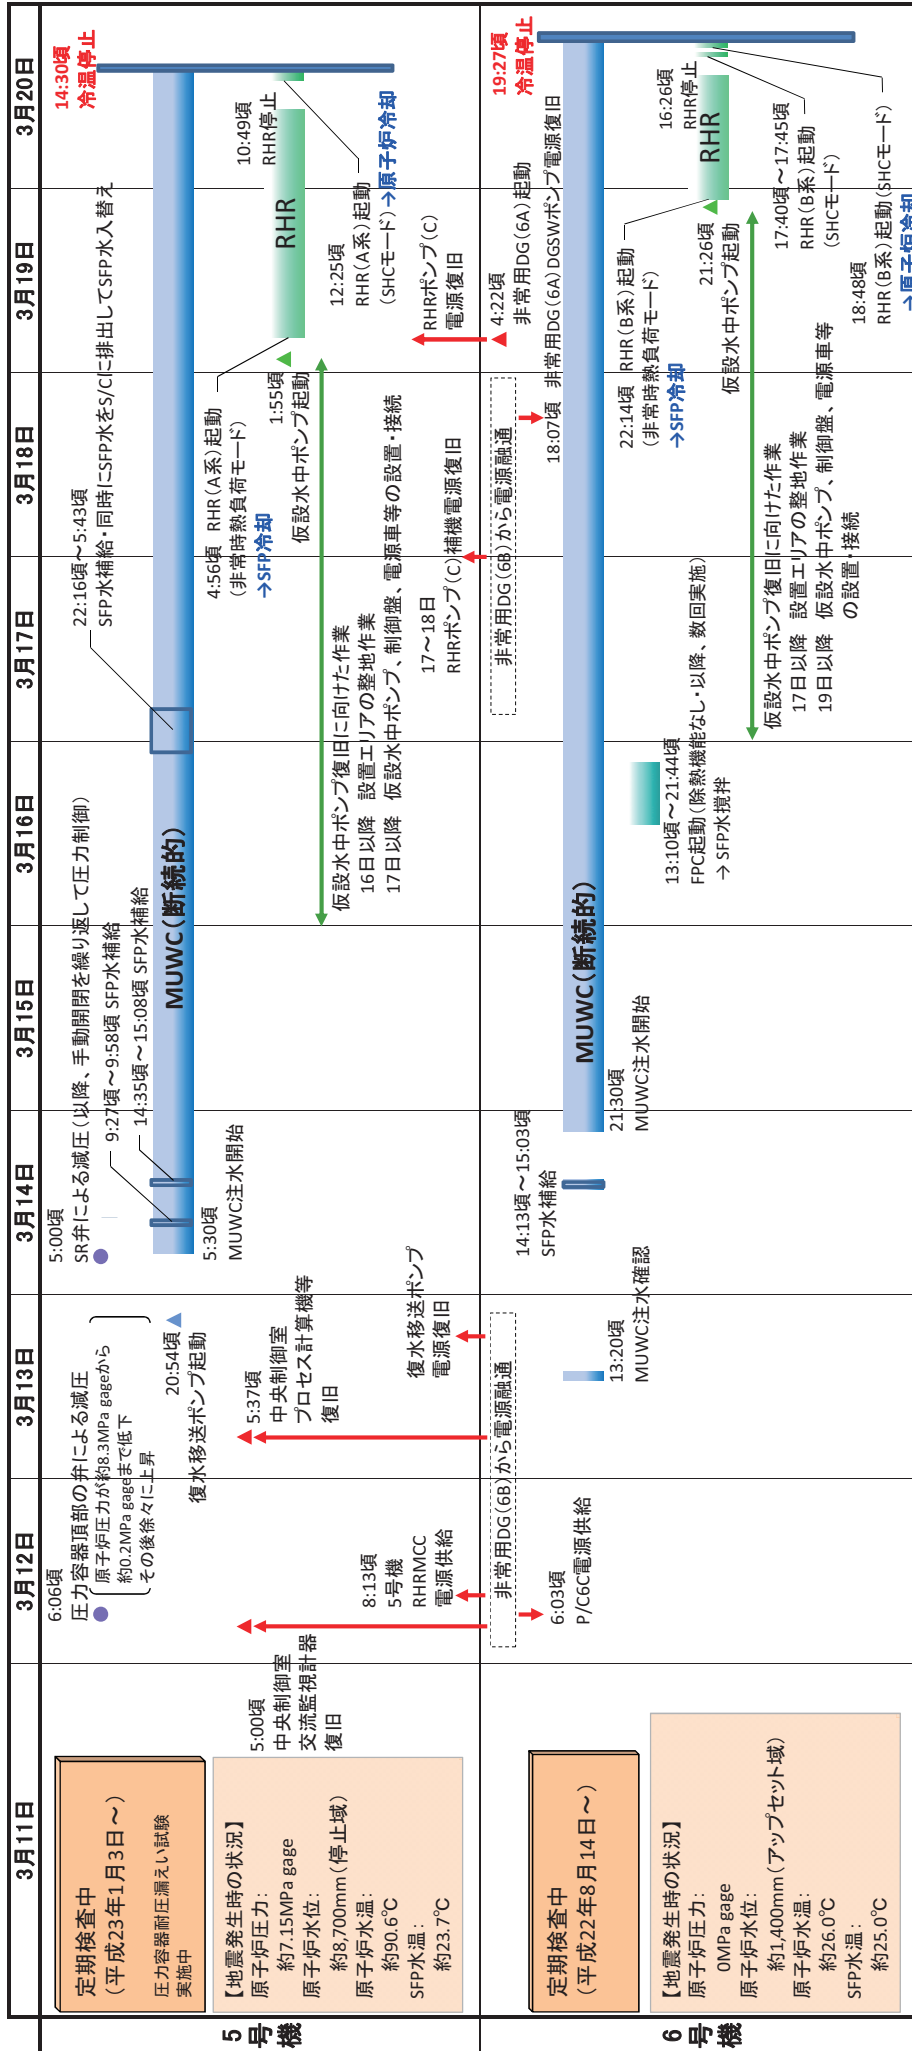 3月11日
3月12日
3月13日
3月14日
3月15日
3月16日
3月17日
3月18日
3月19日
3月20日
5号機
定期検査中
(平成23年1月3日～)
圧力容器耐圧漏えい試験
実施中
【地震発生時の状況】
原子炉圧力：
約7.15MPa gage
原子炉水位：
約8,700mm(停止域)
原子炉水温：
約90.6℃
SFP水温：
約23.7℃
6:06頃
圧力容器頂部の弁による減圧
原子炉圧力が約8.3MPa gageから
約0.2MPa gageまで低下
その後徐々に上昇
20:54頃
復水移送ポンプ起動
5:00頃
中央制御室
交流監視計器
復旧
8:13頃
5号機
RHRMCC
電源供給
5:37頃
中央制御室
プロセス計算機等
復旧
復水移送ポンプ
電源復旧
5:00頃
SR弁による減圧(以降、手動開閉を繰り返して圧力制御)
9:27頃～9:58頃 SFP水補給
14:35頃～15:08頃 SFP水補給
MUWC(断続的)
5:30頃
MUWC注水開始
22:16頃～5:43頃
SFP水補給・同時にSFP水をS/Cに排出してSFP水入替え
仮設水中ポンプ復旧に向けた作業
16日以降 設置エリアの整地作業
17日以降 仮設水中ポンプ、制御盤、電源車等の設置・接続
4:56頃 RHR(A系)起動
(非常時熱負荷モード)
→SFP冷却
1:55頃
仮設水中ポンプ起動
17～18日
RHRポンプ(C)補機電源復旧
RHRポンプ(C)
電源復旧
RHR
10:49頃
RHR停止
12:25頃
RHR(A系)起動
(SHCモード)→原子炉冷却
14:30頃
冷温停止
6号機
定期検査中
(平成22年8月14日～)
【地震発生時の状況】
原子炉圧力：
0MPa gage
原子炉水位：
約1,400mm(アップセット域)
原子炉水温：
約26.0℃
SFP水温：
約25.0℃
非常用DG(6B)から電源融通
6:03頃
P/C6C電源供給
13:20頃
MUWC注水確認
14:13頃～15:03頃
SFP水補給
MUWC(断続的)
21:30頃
MUWC注水開始
13:10頃～21:44頃
FPC起動(除熱機能なし・以降、数回実施)
→ SFP水撹拌
非常用DG(6B)から電源融通
4:22頃
非常用DG(6A)起動
18:07頃 非常用DG(6A)DGSWポンプ電源復旧
仮設水中ポンプ復旧に向けた作業
17日以降 設置エリアの整地作業
19日以降 仮設水中ポンプ、制御盤、電源車等
の設置・接続
22:14頃 RHR(B系)起動
(非常時熱負荷モード)
→SFP冷却
21:26頃
仮設水中ポンプ起動
RHR
16:26頃
RHR停止
17:40頃～17:45頃
RHR(B系)起動
(SHCモード)
18:48頃
RHR(B系)起動(SHCモード)
→原子炉冷却
19:27頃
冷温停止